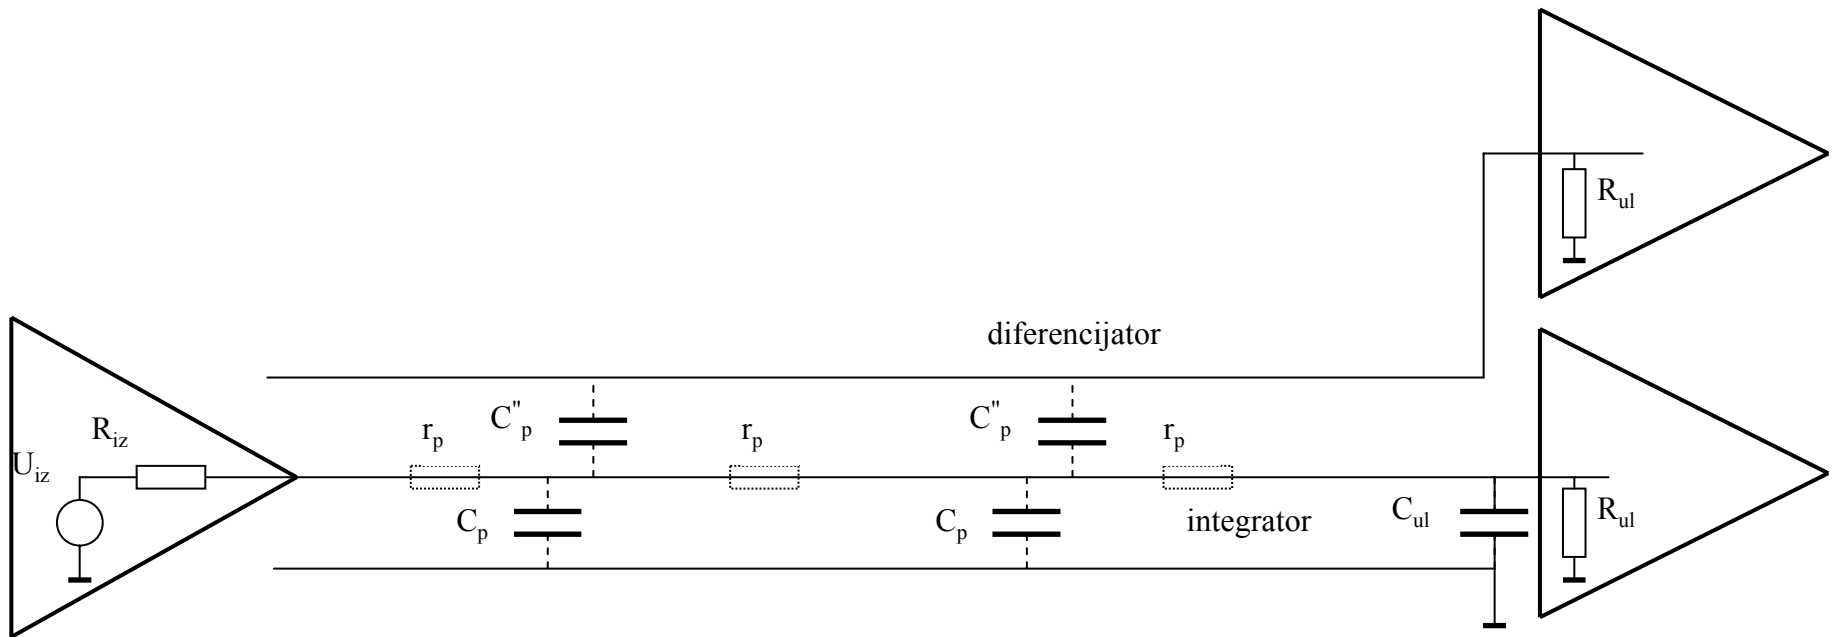 R_ul
diferencijator
C"_p C"_p
R_iz r_p r_p r_p
U_iz
C_p C_p integrator C_ul R_ul